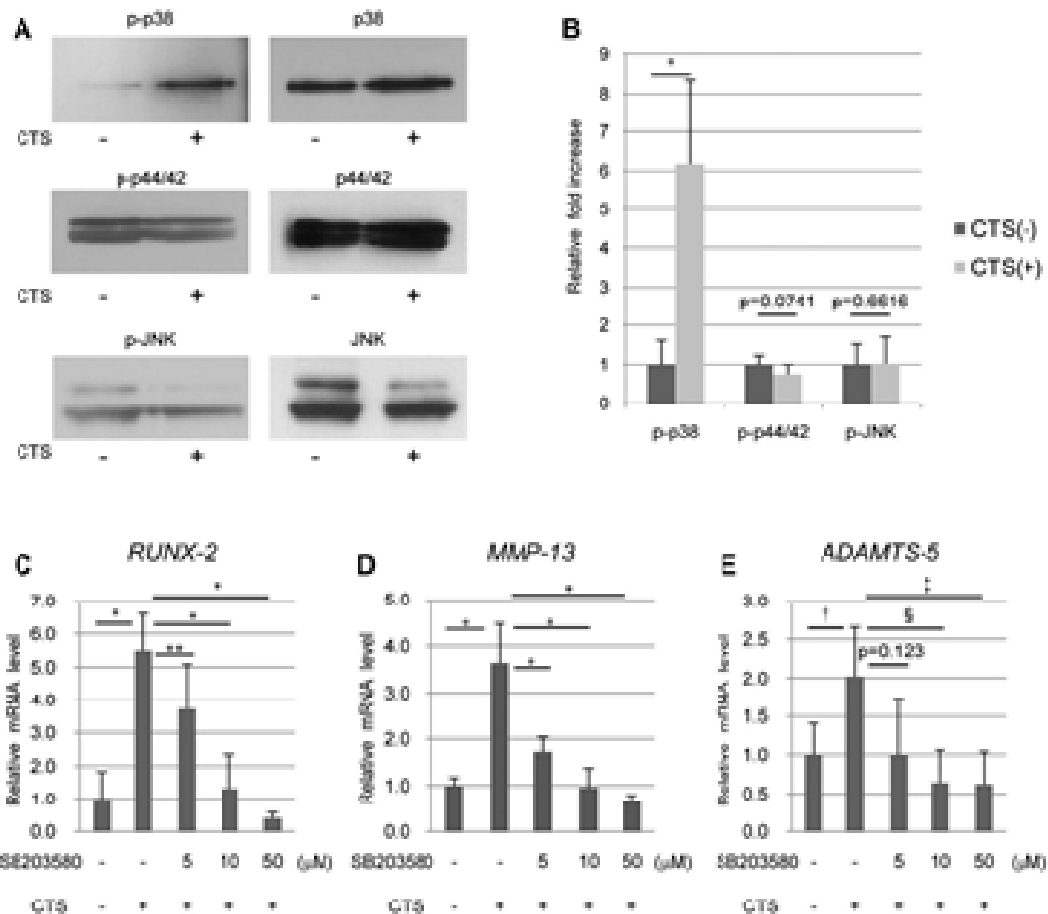 A
p-p38
p38
CTS - + - +
p-p44/42
p44/42
CTS - + - +
p-JNK
JNK
CTS - + - +
B
Relative fold increase
9
8
7
6
5
4
3
2
1
0
*
p=0.0741
p=0.6616
p-p38
p-p44/42
p-JNK
CTS(-)
CTS(+)
C
RUNX-2
Relative mRNA level
7.0
6.0
5.0
4.0
3.0
2.0
1.0
0.0
*
*
*
**
SB203580 - - 5 10 50 (μM)
CTS - + + + +
D
MMP-13
Relative mRNA level
5.0
4.0
3.0
2.0
1.0
0.0
*
*
*
*
SB203580 - - 5 10 50 (μM)
CTS - + + + +
E
ADAMTS-5
Relative mRNA level
3.0
2.5
2.0
1.5
1.0
0.5
0.0
†
‡
§
p=0.123
SB203580 - - 5 10 50 (μM)
CTS - + + + +